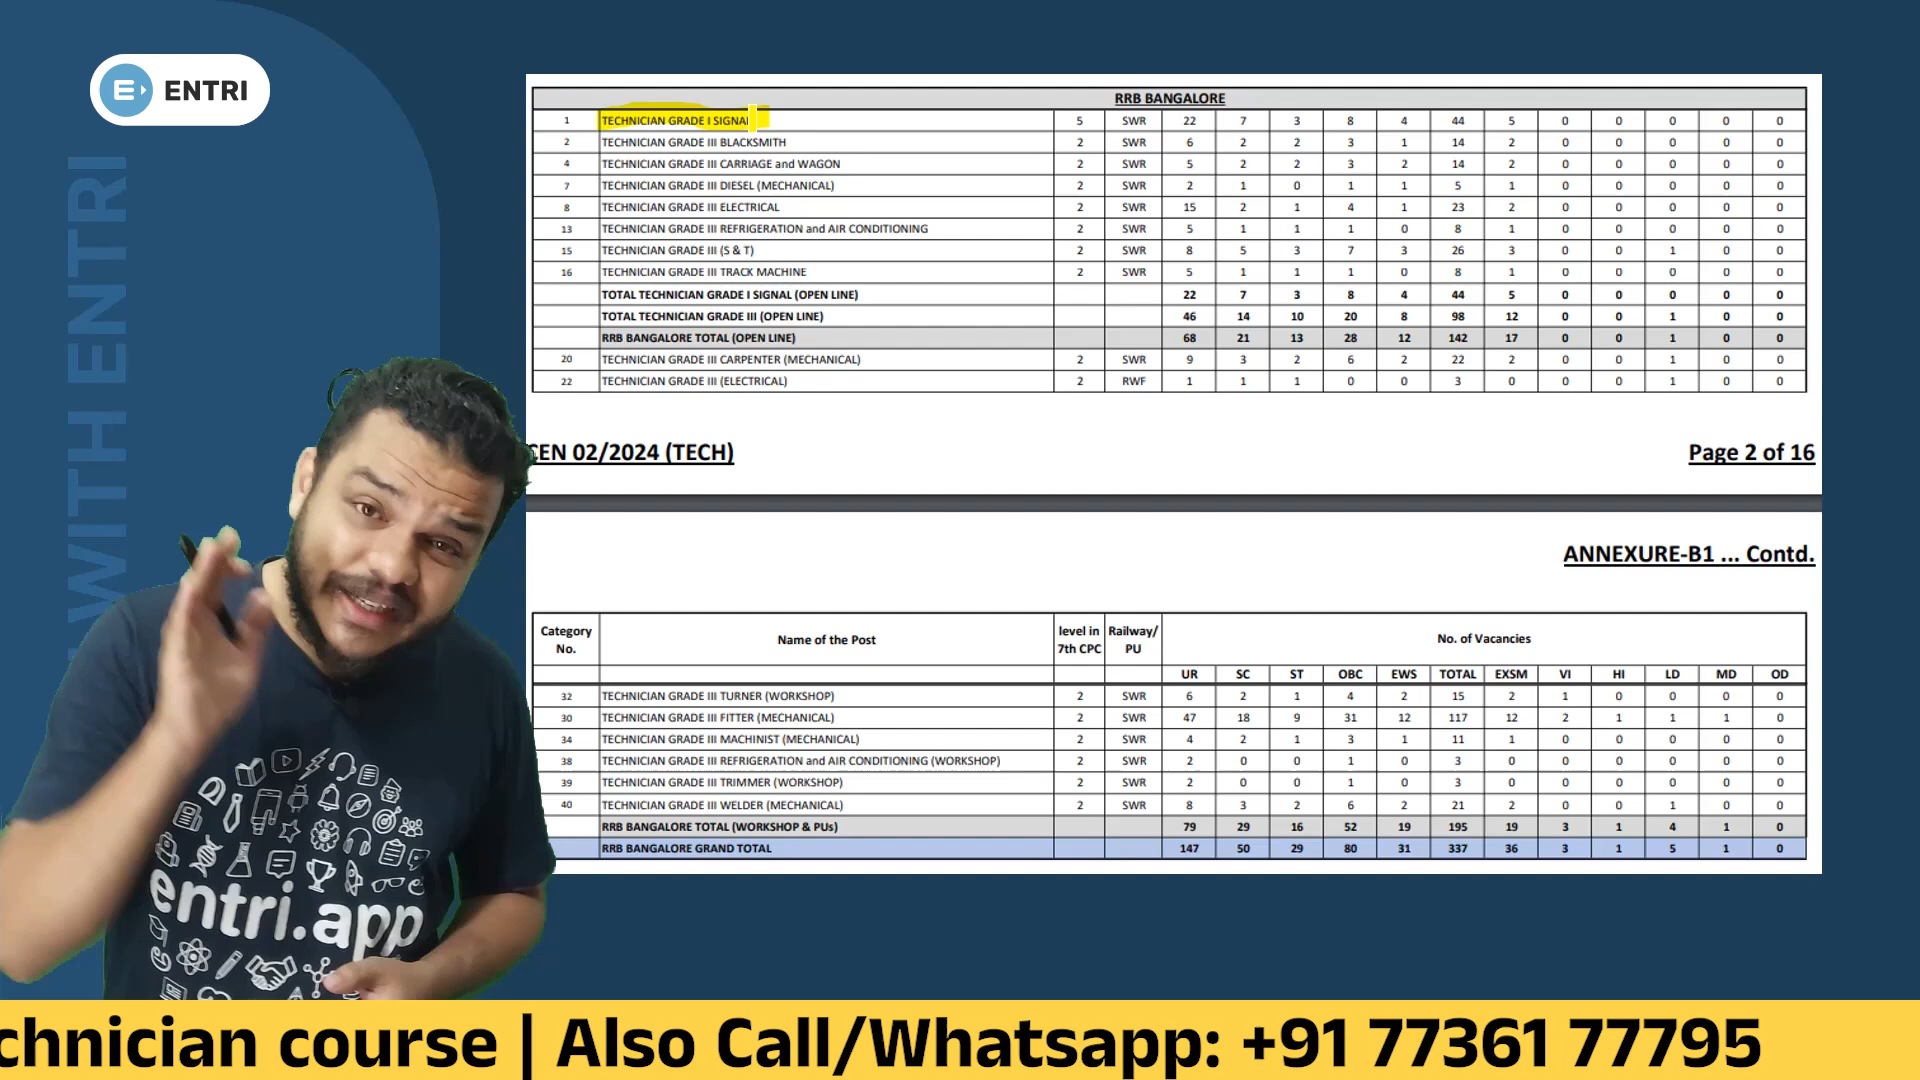 ENTRI
WITH ENTRI
RRB BANGALORE
1 TECHNICIAN GRADE I SIGNAL 5 SWR 22 7 3 8 4 44 5 0 0 0 0 0
2 TECHNICIAN GRADE III BLACKSMITH 2 SWR 6 2 2 3 1 14 2 0 0 0 0 0
4 TECHNICIAN GRADE III CARRIAGE and WAGON 2 SWR 5 2 2 3 2 14 2 0 0 0 0 0
7 TECHNICIAN GRADE III DIESEL (MECHANICAL) 2 SWR 2 1 0 1 1 5 1 0 0 0 0 0
8 TECHNICIAN GRADE III ELECTRICAL 2 SWR 15 2 1 4 1 23 2 0 0 0 0 0
13 TECHNICIAN GRADE III REFRIGERATION and AIR CONDITIONING 2 SWR 5 1 1 1 0 8 1 0 0 0 0 0
15 TECHNICIAN GRADE III (S & T) 2 SWR 8 5 3 7 3 26 3 0 0 1 0 0
16 TECHNICIAN GRADE III TRACK MACHINE 2 SWR 5 1 1 1 0 8 1 0 0 0 0 0
TOTAL TECHNICIAN GRADE I SIGNAL (OPEN LINE) 22 7 3 8 4 44 5 0 0 0 0 0
TOTAL TECHNICIAN GRADE III (OPEN LINE) 46 14 10 20 8 98 12 0 0 1 0 0
RRB BANGALORE TOTAL (OPEN LINE) 68 21 13 28 12 142 17 0 0 1 0 0
20 TECHNICIAN GRADE III CARPENTER (MECHANICAL) 2 SWR 9 3 2 6 2 22 2 0 0 1 0 0
22 TECHNICIAN GRADE III (ELECTRICAL) 2 RWF 1 1 1 0 0 3 0 0 0 1 0 0
CEN 02/2024 (TECH) Page 2 of 16
ANNEXURE-B1 ... Contd.
Category No. Name of the Post level in 7th CPC Railway/ PU No. of Vacancies
UR SC ST OBC EWS TOTAL EXSM VI HI LD MD OD
32 TECHNICIAN GRADE III TURNER (WORKSHOP) 2 SWR 6 2 1 4 2 15 2 1 0 0 0 0
30 TECHNICIAN GRADE III FITTER (MECHANICAL) 2 SWR 47 18 9 31 12 117 12 2 1 1 1 0
34 TECHNICIAN GRADE III MACHINIST (MECHANICAL) 2 SWR 4 2 1 3 1 11 1 0 0 0 0 0
38 TECHNICIAN GRADE III REFRIGERATION and AIR CONDITIONING (WORKSHOP) 2 SWR 2 0 0 1 0 3 0 0 0 0 0 0
39 TECHNICIAN GRADE III TRIMMER (WORKSHOP) 2 SWR 2 0 0 1 0 3 0 0 0 0 0 0
40 TECHNICIAN GRADE III WELDER (MECHANICAL) 2 SWR 8 3 2 6 2 21 2 0 0 1 0 0
RRB BANGALORE TOTAL (WORKSHOP & PUs) 79 29 16 52 19 195 19 3 1 4 1 0
RRB BANGALORE GRAND TOTAL 147 50 29 80 31 337 36 3 1 5 1 0
entri.app
chnician course | Also Call/Whatsapp: +91 77361 77795